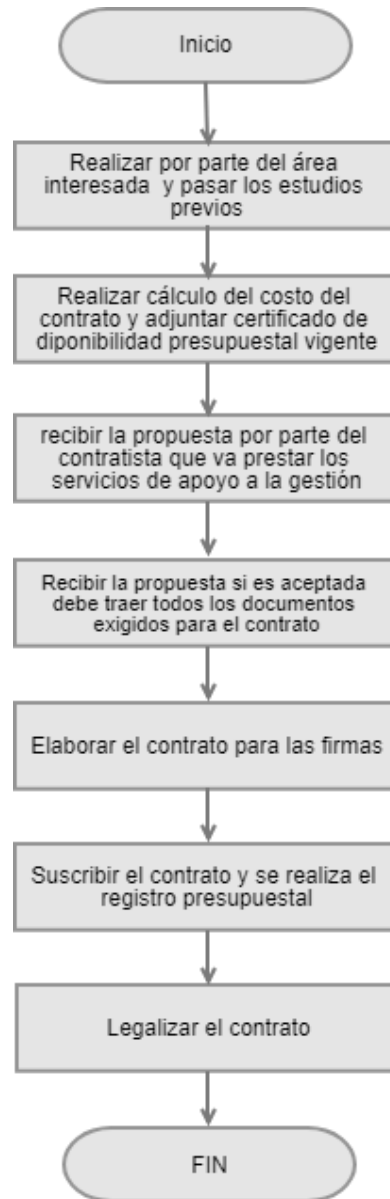 Inicio
Realizar por parte del área
interesada y pasar los estudios
previos
Realizar cálculo del costo del
contrato y adjuntar certificado de
diponibilidad presupuestal vigente
recibir la propuesta por parte del
contratista que va prestar los
servicios de apoyo a la gestión
Recibir la propuesta si es aceptada
debe traer todos los documentos
exigidos para el contrato
Elaborar el contrato para las firmas
Suscribir el contrato y se realiza el
registro presupuestal
Legalizar el contrato
FIN